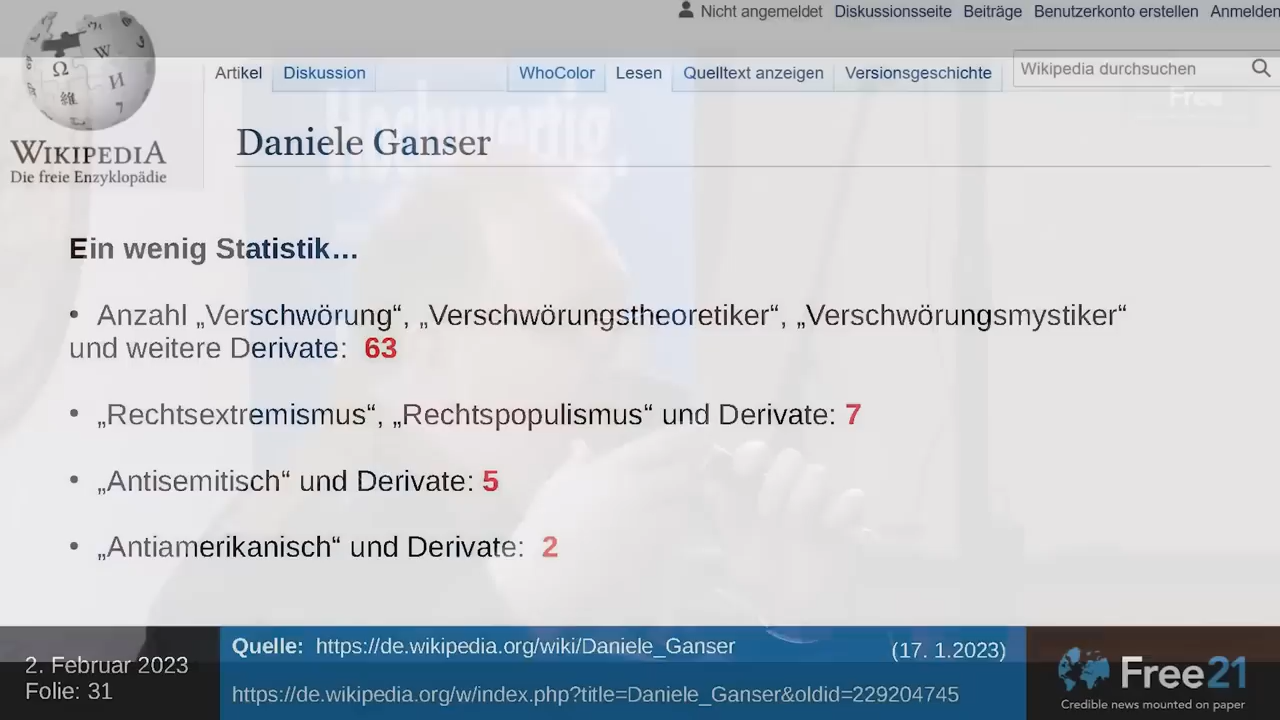 Nicht angemeldet Diskussionsseite Beiträge Benutzerkonto erstellen Anmelden
Artikel Diskussion WhoColor Lesen Quelltext anzeigen Versionsgeschichte Wikipedia durchsuchen
Free
Hochwertig.
Ω W И 維 7
WIKIPEDIA
Die freie Enzyklopädie
Daniele Ganser
Ein wenig Statistik…
• Anzahl „Verschwörung“, „Verschwörungstheoretiker“, „Verschwörungsmystiker“
und weitere Derivate: 63
• „Rechtsextremismus“, „Rechtspopulismus“ und Derivate: 7
• „Antisemitisch“ und Derivate: 5
• „Antiamerikanisch“ und Derivate: 2
2. Februar 2023
Folie: 31
Quelle: https://de.wikipedia.org/wiki/Daniele_Ganser (17. 1.2023)
https://de.wikipedia.org/w/index.php?title=Daniele_Ganser&oldid=229204745
Free21
Credible news mounted on paper